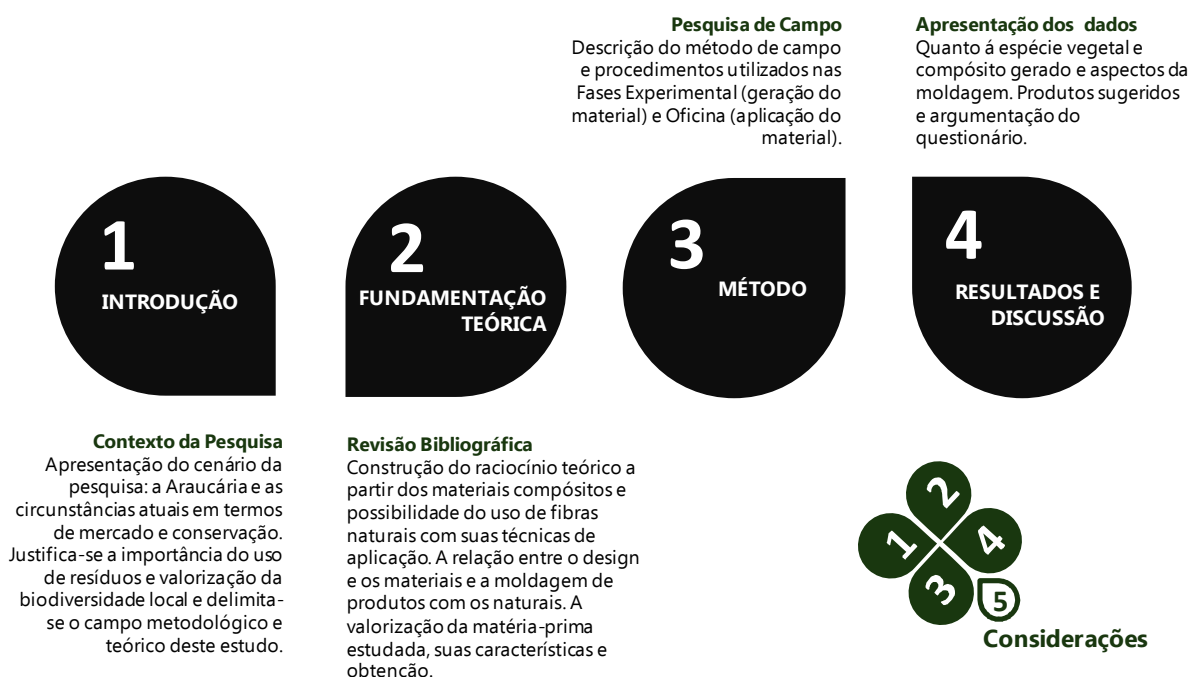 Pesquisa de Campo
Descrição do método de campo
e procedimentos utilizados nas
Fases Experimental (geração do
material) e Oficina (aplicação do
material).
Apresentação dos dados
Quanto á espécie vegetal e
compósito gerado e aspectos da
moldagem. Produtos sugeridos
e argumentação do
questionário.
1
INTRODUÇÃO
2
FUNDAMENTAÇÃO
TEÓRICA
3
MÉTODO
4
RESULTADOS E
DISCUSSÃO
Contexto da Pesquisa
Apresentação do cenário da
pesquisa: a Araucária e as
circunstâncias atuais em termos
de mercado e conservação.
Justifica-se a importância do uso
de resíduos e valorização da
biodiversidade local e delimita-
se o campo metodológico e
teórico deste estudo.
Revisão Bibliográfica
Construção do raciocínio teórico a
partir dos materiais compósitos e
possibilidade do uso de fibras
naturais com suas técnicas de
aplicação. A relação entre o design
e os materiais e a moldagem de
produtos com os naturais. A
valorização da matéria-prima
estudada, suas características e
obtenção.
2
1
4
3
5
Considerações